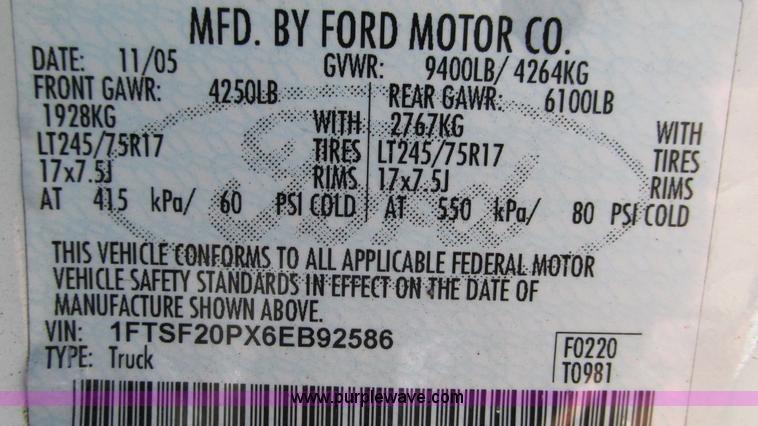 MFD. BY FORD MOTOR CO.
DATE: 11/05 GVWR: 9400LB/ 4264KG
FRONT GAWR: 4250LB REAR GAWR: 6100LB
1928KG WITH 2767KG WITH
LT245/75R17 TIRES LT245/75R17 TIRES
17x7.5J RIMS 17x7.5J RIMS
AT 415 kPa/ 60 PSI COLD AT 550 kPa/ 80 PSI COLD
Ford
THIS VEHICLE CONFORMS TO ALL APPLICABLE FEDERAL MOTOR
VEHICLE SAFETY STANDARDS IN EFFECT ON THE DATE OF
MANUFACTURE SHOWN ABOVE.
VIN: 1FTSF20PX6EB92586
TYPE: Truck
F0220
T0981
www.purplewave.com